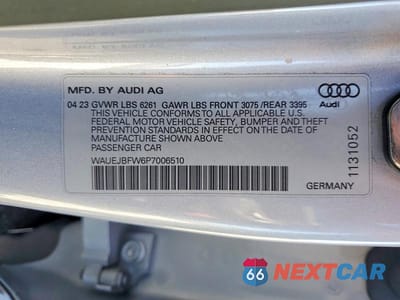 MFD. BY AUDI AG
04 23 GVWR LBS 6261 GAWR LBS FRONT 3075 /REAR 3395
THIS VEHICLE CONFORMS TO ALL APPLICABLE U.S.
FEDERAL MOTOR VEHICLE SAFETY, BUMPER AND THEFT
PREVENTION STANDARDS IN EFFECT ON THE DATE OF
MANUFACTURE SHOWN ABOVE
PASSENGER CAR
WAUEJBFW6P7006510
GERMANY
Audi
1131052
66 NEXTCAR